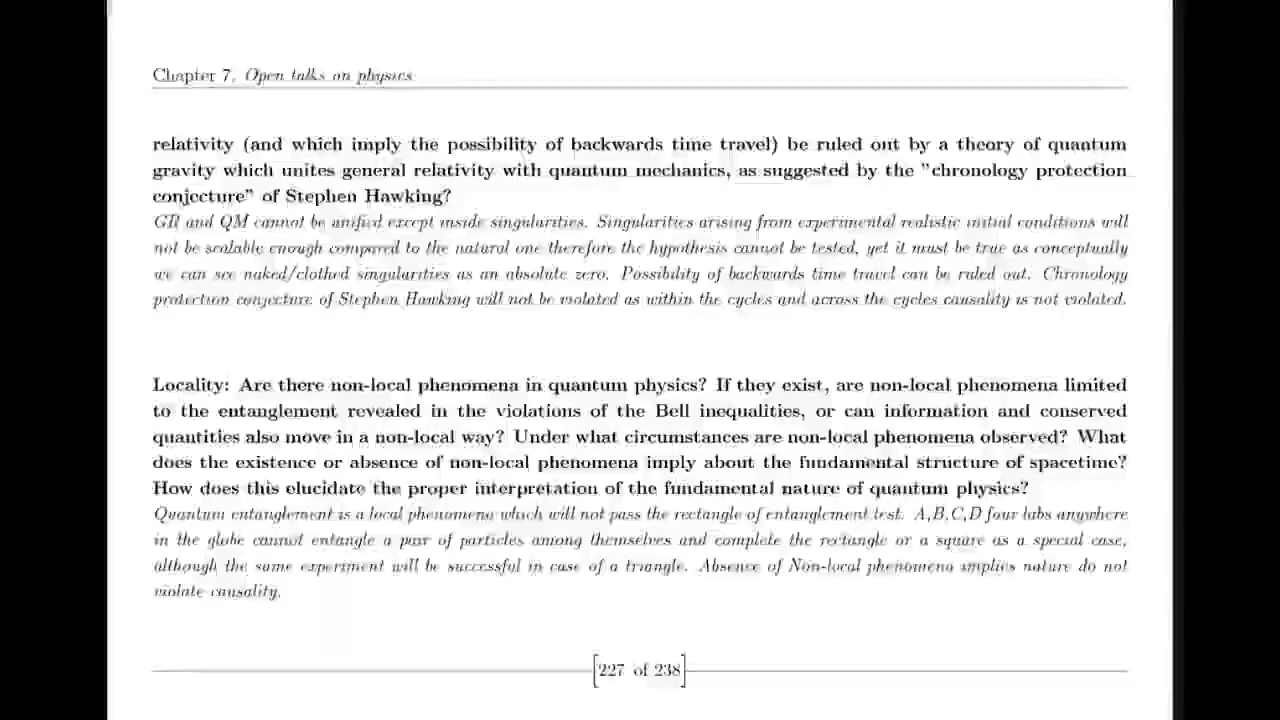 Chapter 7. Open talks on physics
relativity (and which imply the possibility of backwards time travel) be ruled out by a theory of quantum
gravity which unites general relativity with quantum mechanics, as suggested by the "chronology protection
conjecture" of Stephen Hawking?
GR and QM cannot be unified except inside singularities. Singularities arising from experimental realistic initial conditions will
not be scalable enough compared to the natural one therefore the hypothesis cannot be tested, yet it must be true as conceptually
we can see naked/clothed singularities as an absolute zero. Possibility of backwards time travel can be ruled out. Chronology
protection conjecture of Stephen Hawking will not be violated as within the cycles and across the cycles causality is not violated.
Locality: Are there non-local phenomena in quantum physics? If they exist, are non-local phenomena limited
to the entanglement revealed in the violations of the Bell inequalities, or can information and conserved
quantities also move in a non-local way? Under what circumstances are non-local phenomena observed? What
does the existence or absence of non-local phenomena imply about the fundamental structure of spacetime?
How does this elucidate the proper interpretation of the fundamental nature of quantum physics?
Quantum entanglement is a local phenomena which will not pass the rectangle of entanglement test. A,B,C,D four labs anywhere
in the globe cannot entangle a pair of particles among themselves and complete the rectangle or a square as a special case,
although the same experiment will be successful in case of a triangle. Absence of Non-local phenomena implies nature do not
violate causality.
227 of 238